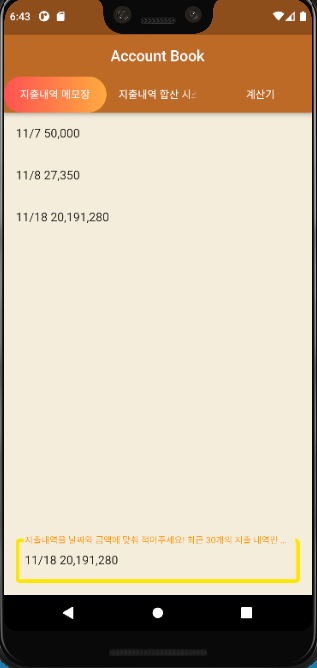 6:43
Account Book
지출내역 메모장 지출내역 합산 시 계산기
11/7 50,000
11/8 27,350
11/18 20,191,280
지출내역을 날짜와 금액에 맞춰 적어주세요! 최근 30개의 지출 내역만 ...
11/18 20,191,280